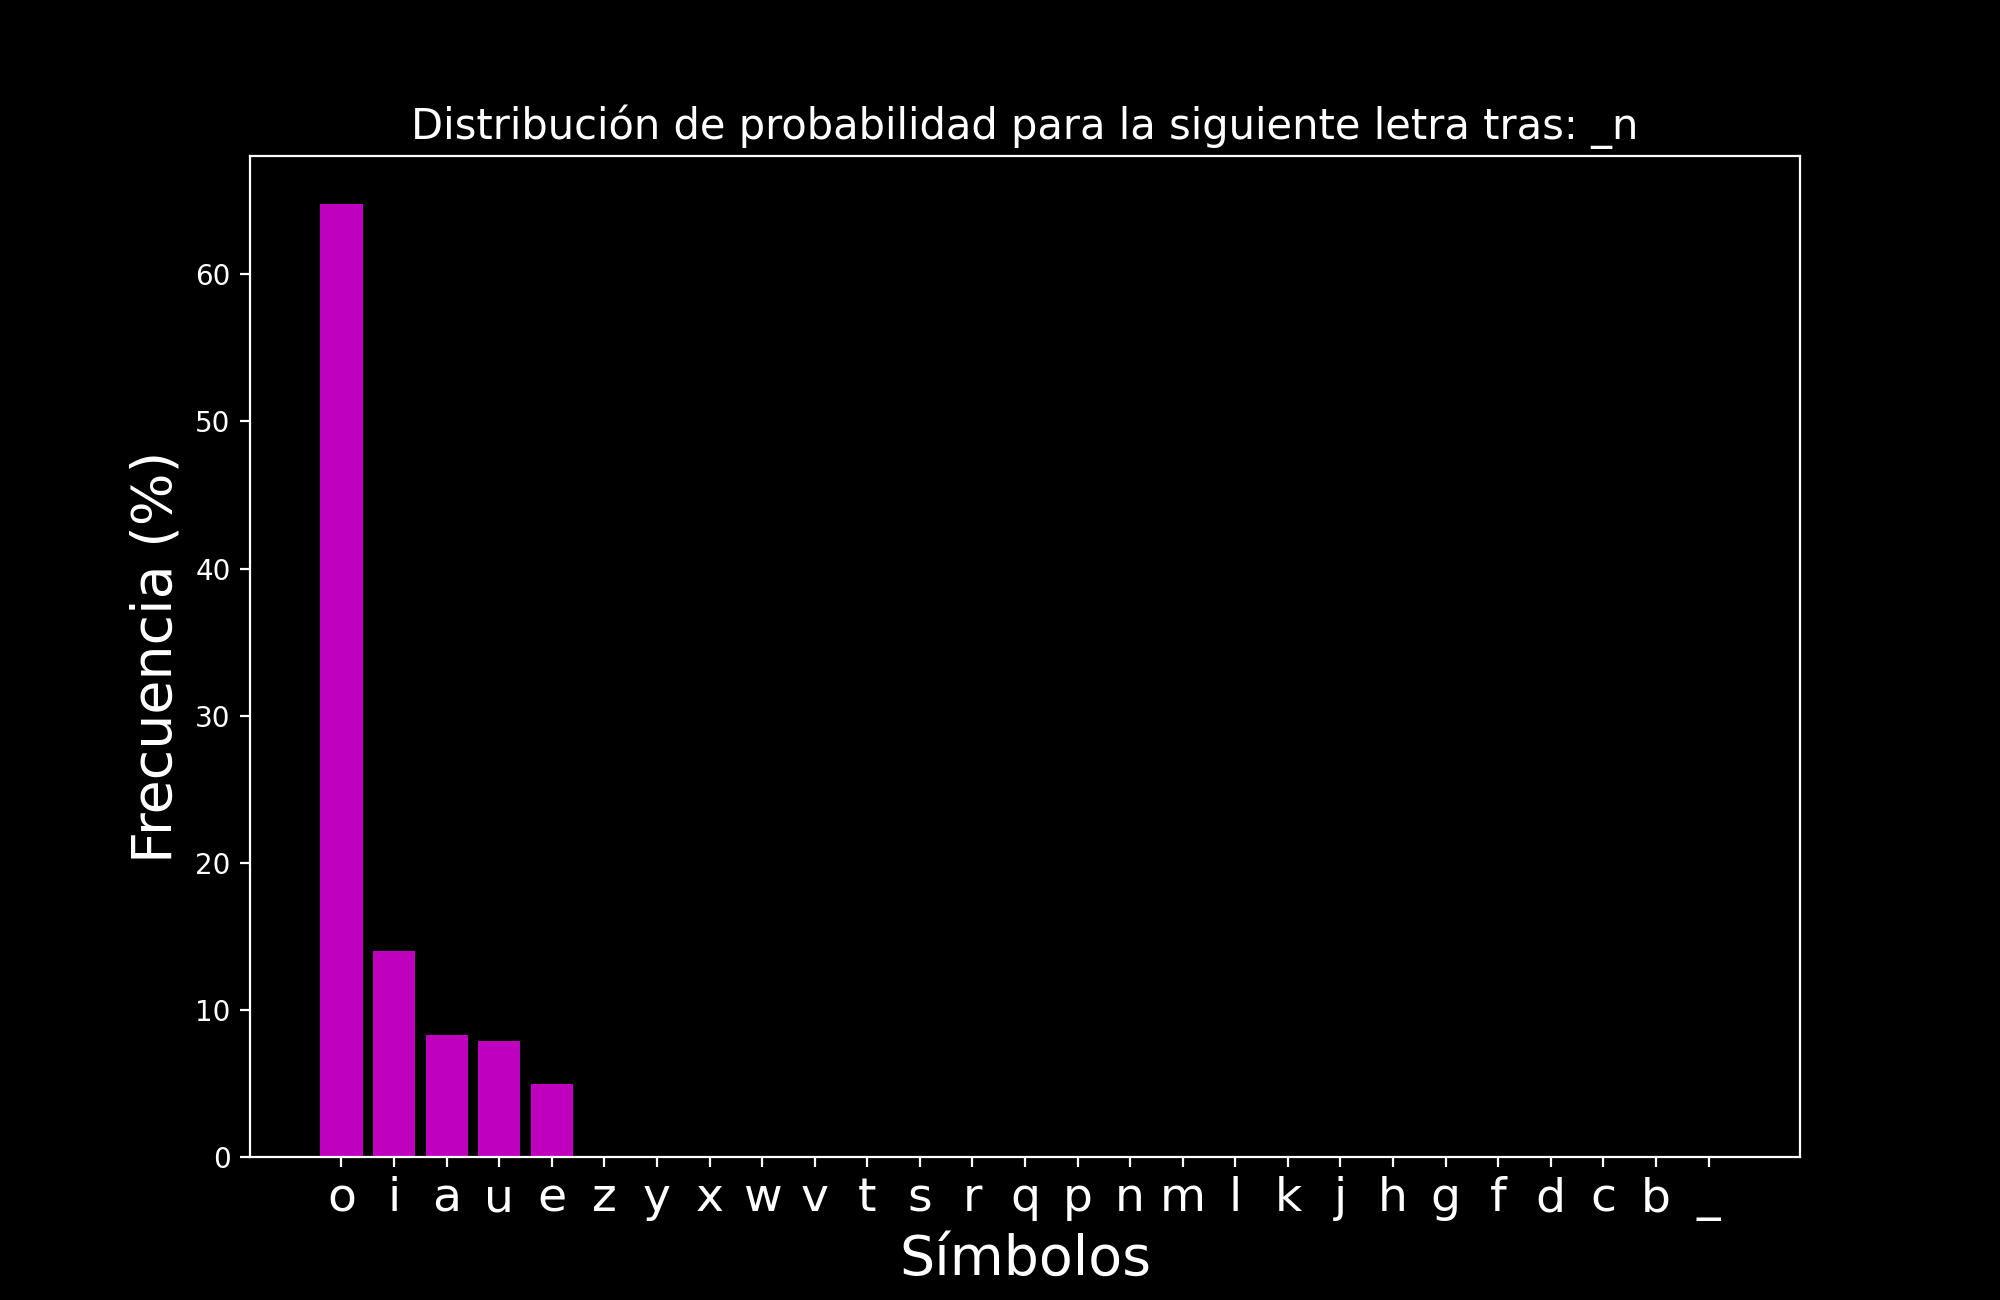 Distribución de probabilidad para la siguiente letra tras: _n
60
50
40
30
20
10
0
Frecuencia (%)
o i a u e z y x w v t s r q p n m l k j h g f d c b _
Símbolos